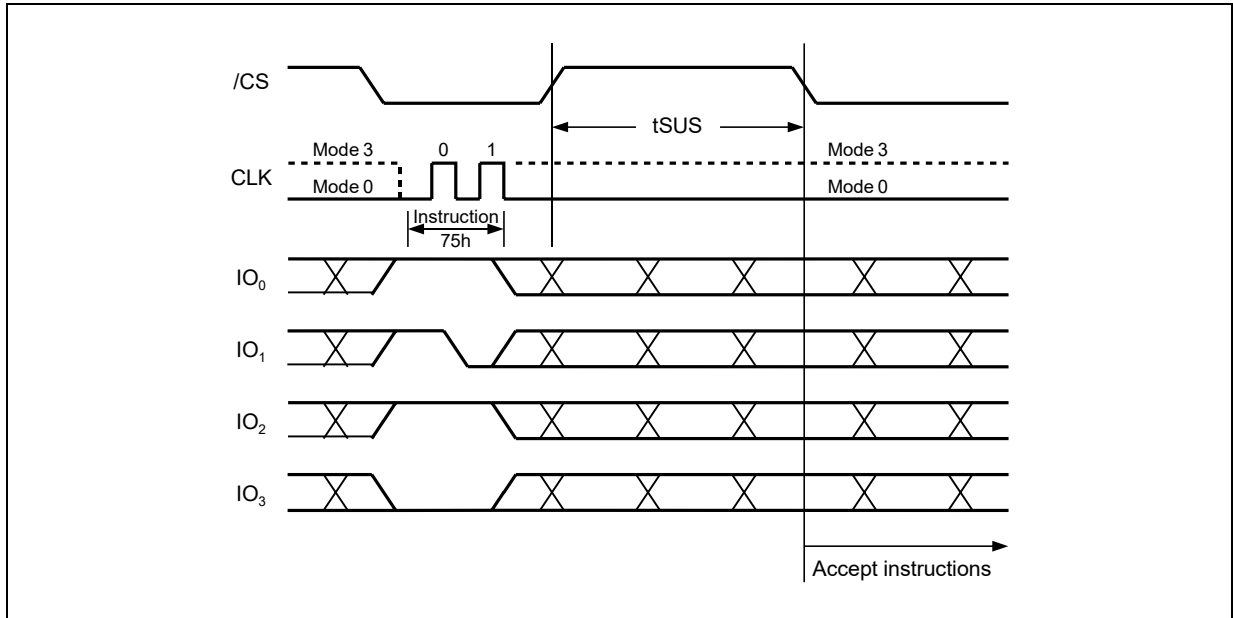 /CS
tSUS
Mode 3 0 1 Mode 3
CLK
Mode 0 Mode 0
Instruction
75h
IO₀
IO₁
IO₂
IO₃
Accept instructions